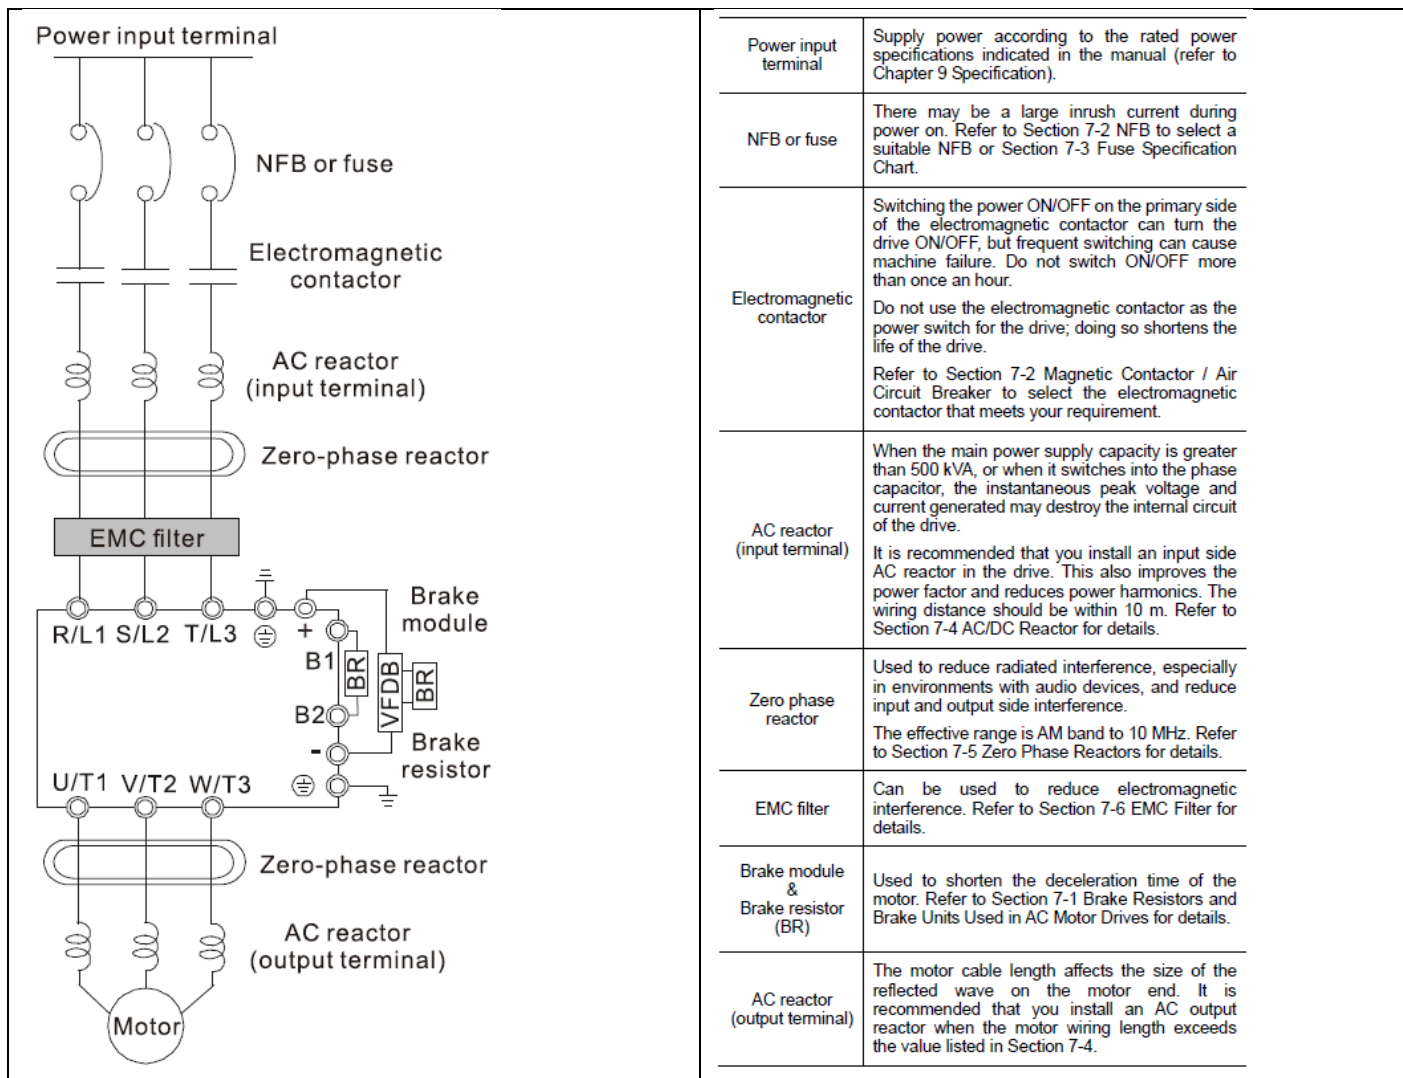 Power input terminal
NFB or fuse
Electromagnetic
contactor
AC reactor
(input terminal)
Zero-phase reactor
EMC filter
Brake
module
R/L1 S/L2 T/L3
+
B1
BR
VFDB
BR
B2
-
Brake
resistor
U/T1 V/T2 W/T3
Zero-phase reactor
AC reactor
(output terminal)
Motor
Power input
terminal
Supply power according to the rated power
specifications indicated in the manual (refer to
Chapter 9 Specification).
NFB or fuse
There may be a large inrush current during
power on. Refer to Section 7-2 NFB to select a
suitable NFB or Section 7-3 Fuse Specification
Chart.
Electromagnetic
contactor
Switching the power ON/OFF on the primary side
of the electromagnetic contactor can turn the
drive ON/OFF, but frequent switching can cause
machine failure. Do not switch ON/OFF more
than once an hour.
Do not use the electromagnetic contactor as the
power switch for the drive; doing so shortens the
life of the drive.
Refer to Section 7-2 Magnetic Contactor / Air
Circuit Breaker to select the electromagnetic
contactor that meets your requirement.
AC reactor
(input terminal)
When the main power supply capacity is greater
than 500 kVA, or when it switches into the phase
capacitor, the instantaneous peak voltage and
current generated may destroy the internal circuit
of the drive.
It is recommended that you install an input side
AC reactor in the drive. This also improves the
power factor and reduces power harmonics. The
wiring distance should be within 10 m. Refer to
Section 7-4 AC/DC Reactor for details.
Zero phase
reactor
Used to reduce radiated interference, especially
in environments with audio devices, and reduce
input and output side interference.
The effective range is AM band to 10 MHz. Refer
to Section 7-5 Zero Phase Reactors for details.
EMC filter
Can be used to reduce electromagnetic
interference. Refer to Section 7-6 EMC Filter for
details.
Brake module
&
Brake resistor
(BR)
Used to shorten the deceleration time of the
motor. Refer to Section 7-1 Brake Resistors and
Brake Units Used in AC Motor Drives for details.
AC reactor
(output terminal)
The motor cable length affects the size of the
reflected wave on the motor end. It is
recommended that you install an AC output
reactor when the motor wiring length exceeds
the value listed in Section 7-4.